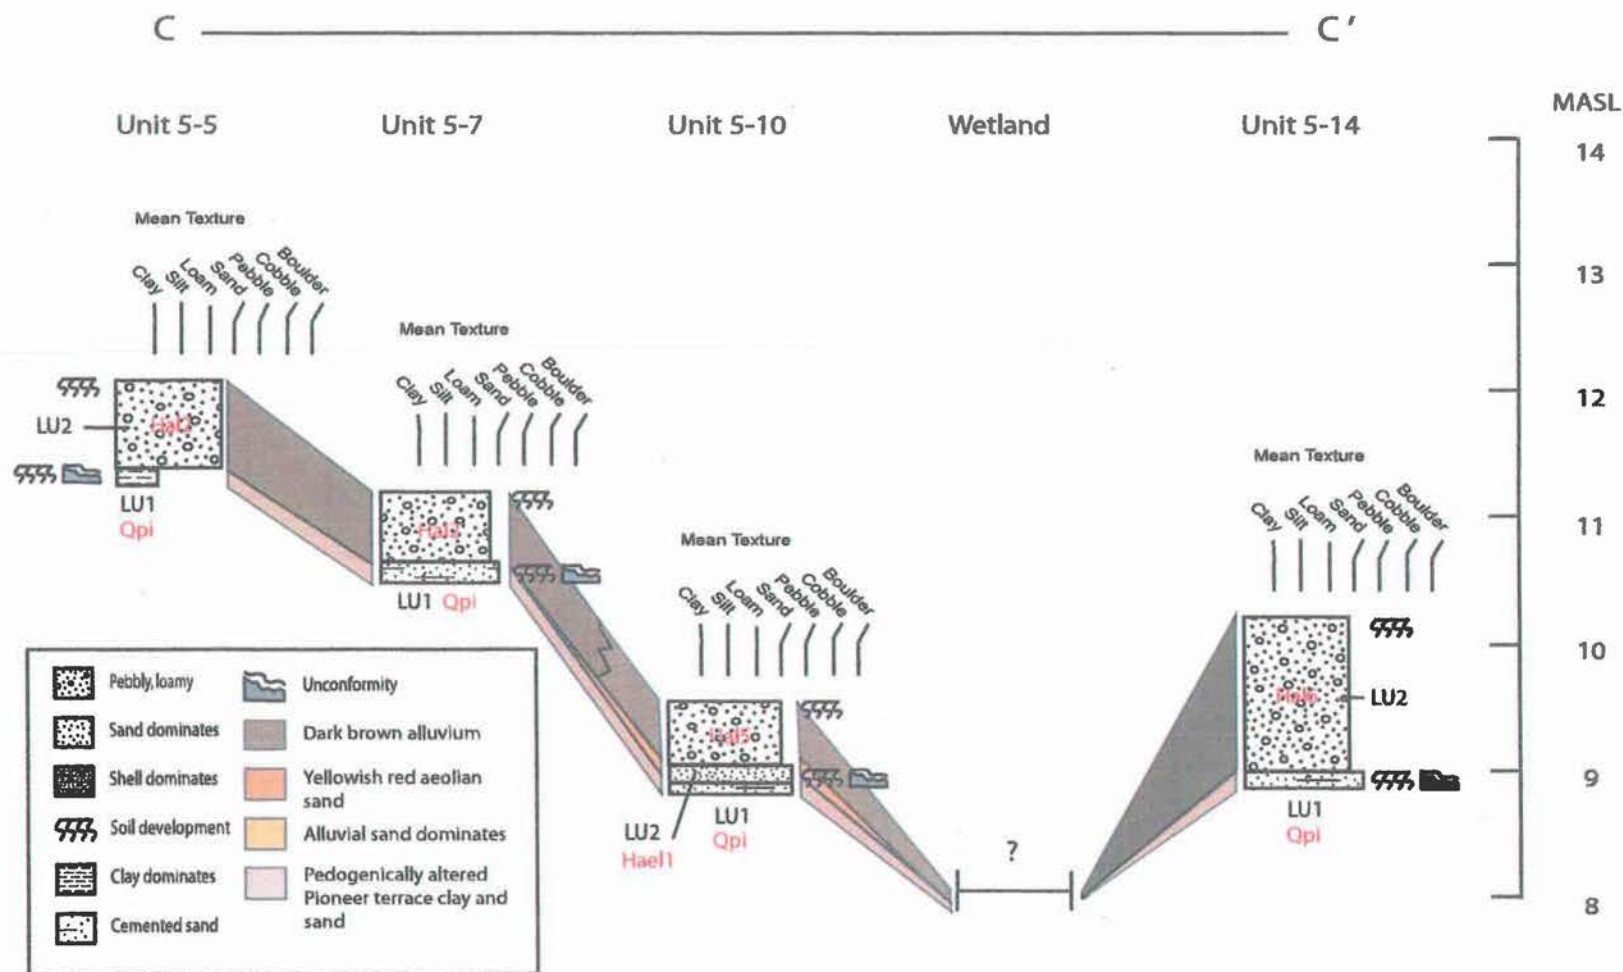 C C'
Unit 5-5 Unit 5-7 Unit 5-10 Wetland Unit 5-14 MASL
14
13
12
11
10
9
8
Mean Texture
Clay Silt Loam Sand Pebble Cobble Boulder
LU2
LU1
Qpi
Mean Texture
Clay Silt Loam Sand Pebble Cobble Boulder
LU1 Qpi
Mean Texture
Clay Silt Loam Sand Pebble Cobble Boulder
Hal5
LU2
Hael1
LU1
Qpi
?
Mean Texture
Clay Silt Loam Sand Pebble Cobble Boulder
LU2
LU1
Qpi
Pebbly, loamy
Sand dominates
Shell dominates
Soil development
Clay dominates
Cemented sand
Unconformity
Dark brown alluvium
Yellowish red aeolian
sand
Alluvial sand dominates
Pedogenically altered
Pioneer terrace clay and
sand